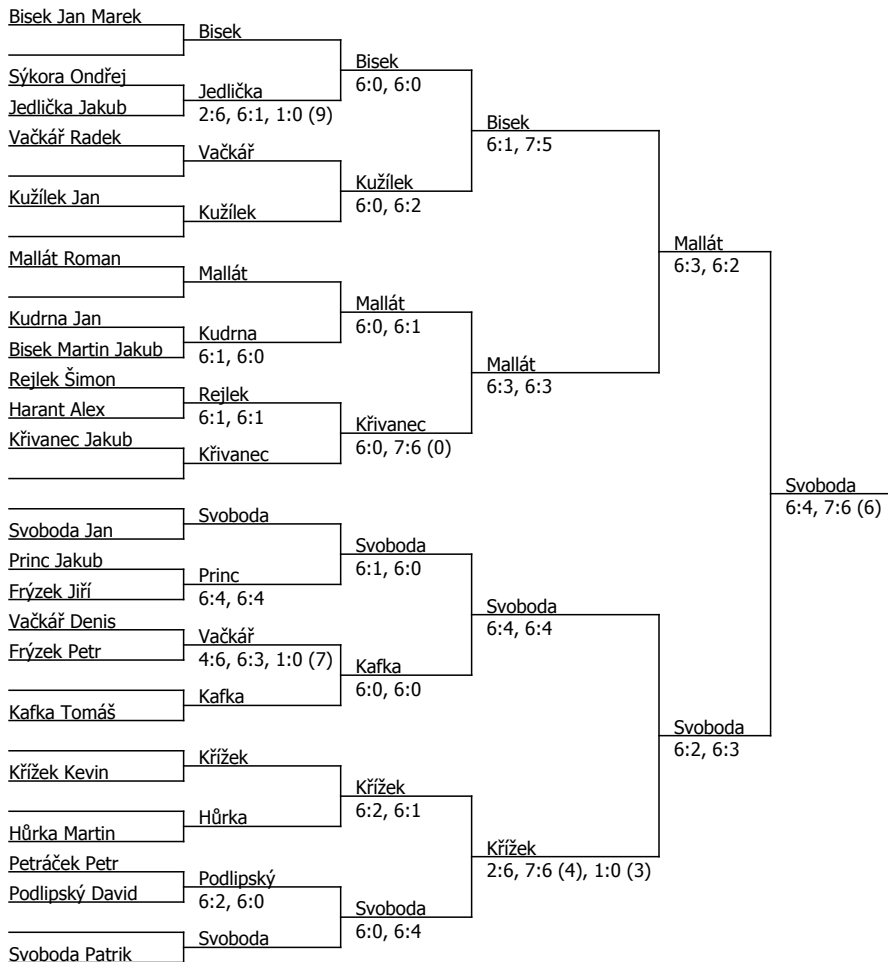 Bisek Jan Marek
Sýkora Ondřej
Jedlička Jakub
Vačkář Radek
Kužílek Jan
Mallát Roman
Kudrna Jan
Bisek Martin Jakub
Rejlek Šimon
Harant Alex
Křivanec Jakub
Svoboda Jan
Princ Jakub
Frýzek Jiří
Vačkář Denis
Frýzek Petr
Kafka Tomáš
Křížek Kevin
Hůrka Martin
Petráček Petr
Podlipský David
Svoboda Patrik
Bisek
Jedlička
2:6, 6:1, 1:0 (9)
Vačkář
Kužílek
Mallát
Kudrna
6:1, 6:0
Rejlek
6:1, 6:1
Křivanec
Svoboda
Princ
6:4, 6:4
Vačkář
4:6, 6:3, 1:0 (7)
Kafka
Křížek
Hůrka
Podlipský
6:2, 6:0
Svoboda
Bisek
6:0, 6:0
Kužílek
6:0, 6:2
Mallát
6:0, 6:1
Křivanec
6:0, 7:6 (0)
Svoboda
6:1, 6:0
Kafka
6:0, 6:0
Křížek
6:2, 6:1
Svoboda
6:0, 6:4
Bisek
6:1, 7:5
Mallát
6:3, 6:3
Svoboda
6:4, 6:4
Křížek
2:6, 7:6 (4), 1:0 (3)
Mallát
6:3, 6:2
Svoboda
6:2, 6:3
Svoboda
6:4, 7:6 (6)